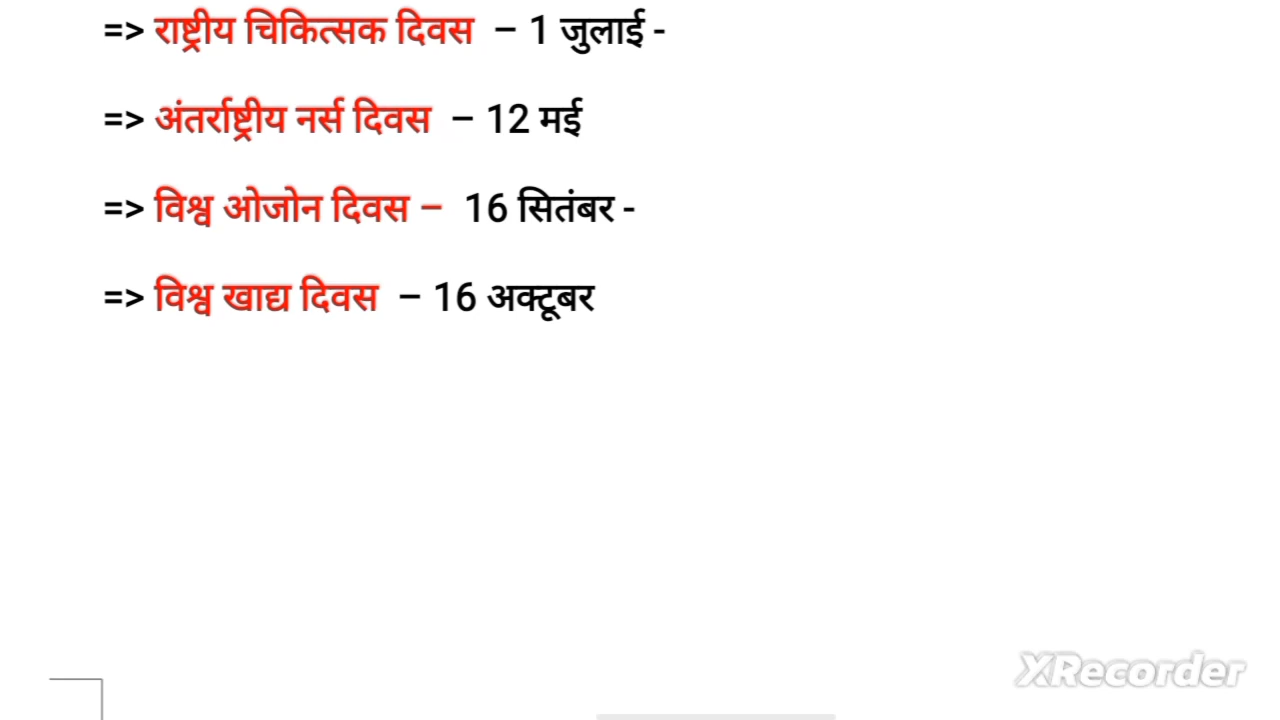 => राष्ट्रीय चिकित्सक दिवस – 1 जुलाई -
=> अंतर्राष्ट्रीय नर्स दिवस – 12 मई
=> विश्व ओजोन दिवस – 16 सितंबर -
=> विश्व खाद्य दिवस – 16 अक्टूबर
XRecorder